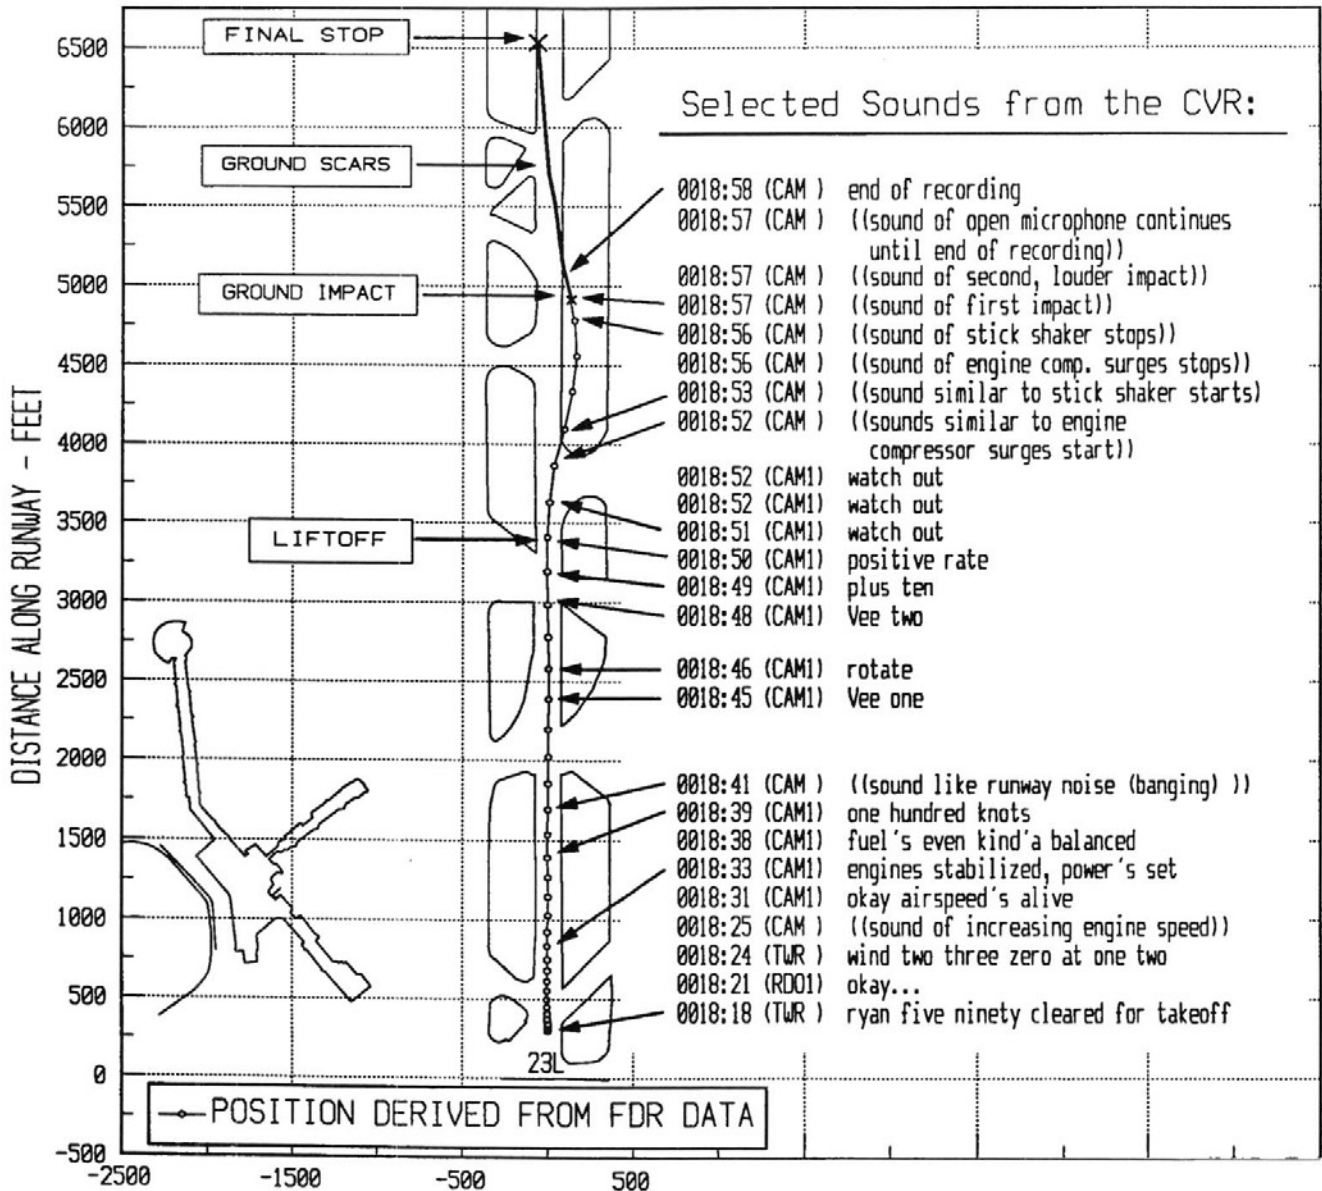 FINAL STOP
Selected Sounds from the CVR:
GROUND SCARS
GROUND IMPACT
LIFTOFF
0018:58 (CAM ) end of recording
0018:57 (CAM ) ((sound of open microphone continues
until end of recording))
0018:57 (CAM ) ((sound of second, louder impact))
0018:57 (CAM ) ((sound of first impact))
0018:56 (CAM ) ((sound of stick shaker stops))
0018:56 (CAM ) ((sound of engine comp. surges stops))
0018:53 (CAM ) ((sound similar to stick shaker starts)
0018:52 (CAM ) ((sounds similar to engine
compressor surges start))
0018:52 (CAM1) watch out
0018:52 (CAM1) watch out
0018:51 (CAM1) watch out
0018:50 (CAM1) positive rate
0018:49 (CAM1) plus ten
0018:48 (CAM1) Vee two
0018:46 (CAM1) rotate
0018:45 (CAM1) Vee one
0018:41 (CAM ) ((sound like runway noise (banging) ))
0018:39 (CAM1) one hundred knots
0018:38 (CAM1) fuel's even kind'a balanced
0018:33 (CAM1) engines stabilized, power's set
0018:31 (CAM1) okay airspeed's alive
0018:25 (CAM ) ((sound of increasing engine speed))
0018:24 (TWR ) wind two three zero at one two
0018:21 (RDO1) okay...
0018:18 (TWR ) ryan five ninety cleared for takeoff
23L
POSITION DERIVED FROM FDR DATA
DISTANCE ALONG RUNWAY - FEET
6500
6000
5500
5000
4500
4000
3500
3000
2500
2000
1500
1000
500
0
-500
-2500 -1500 -500 500